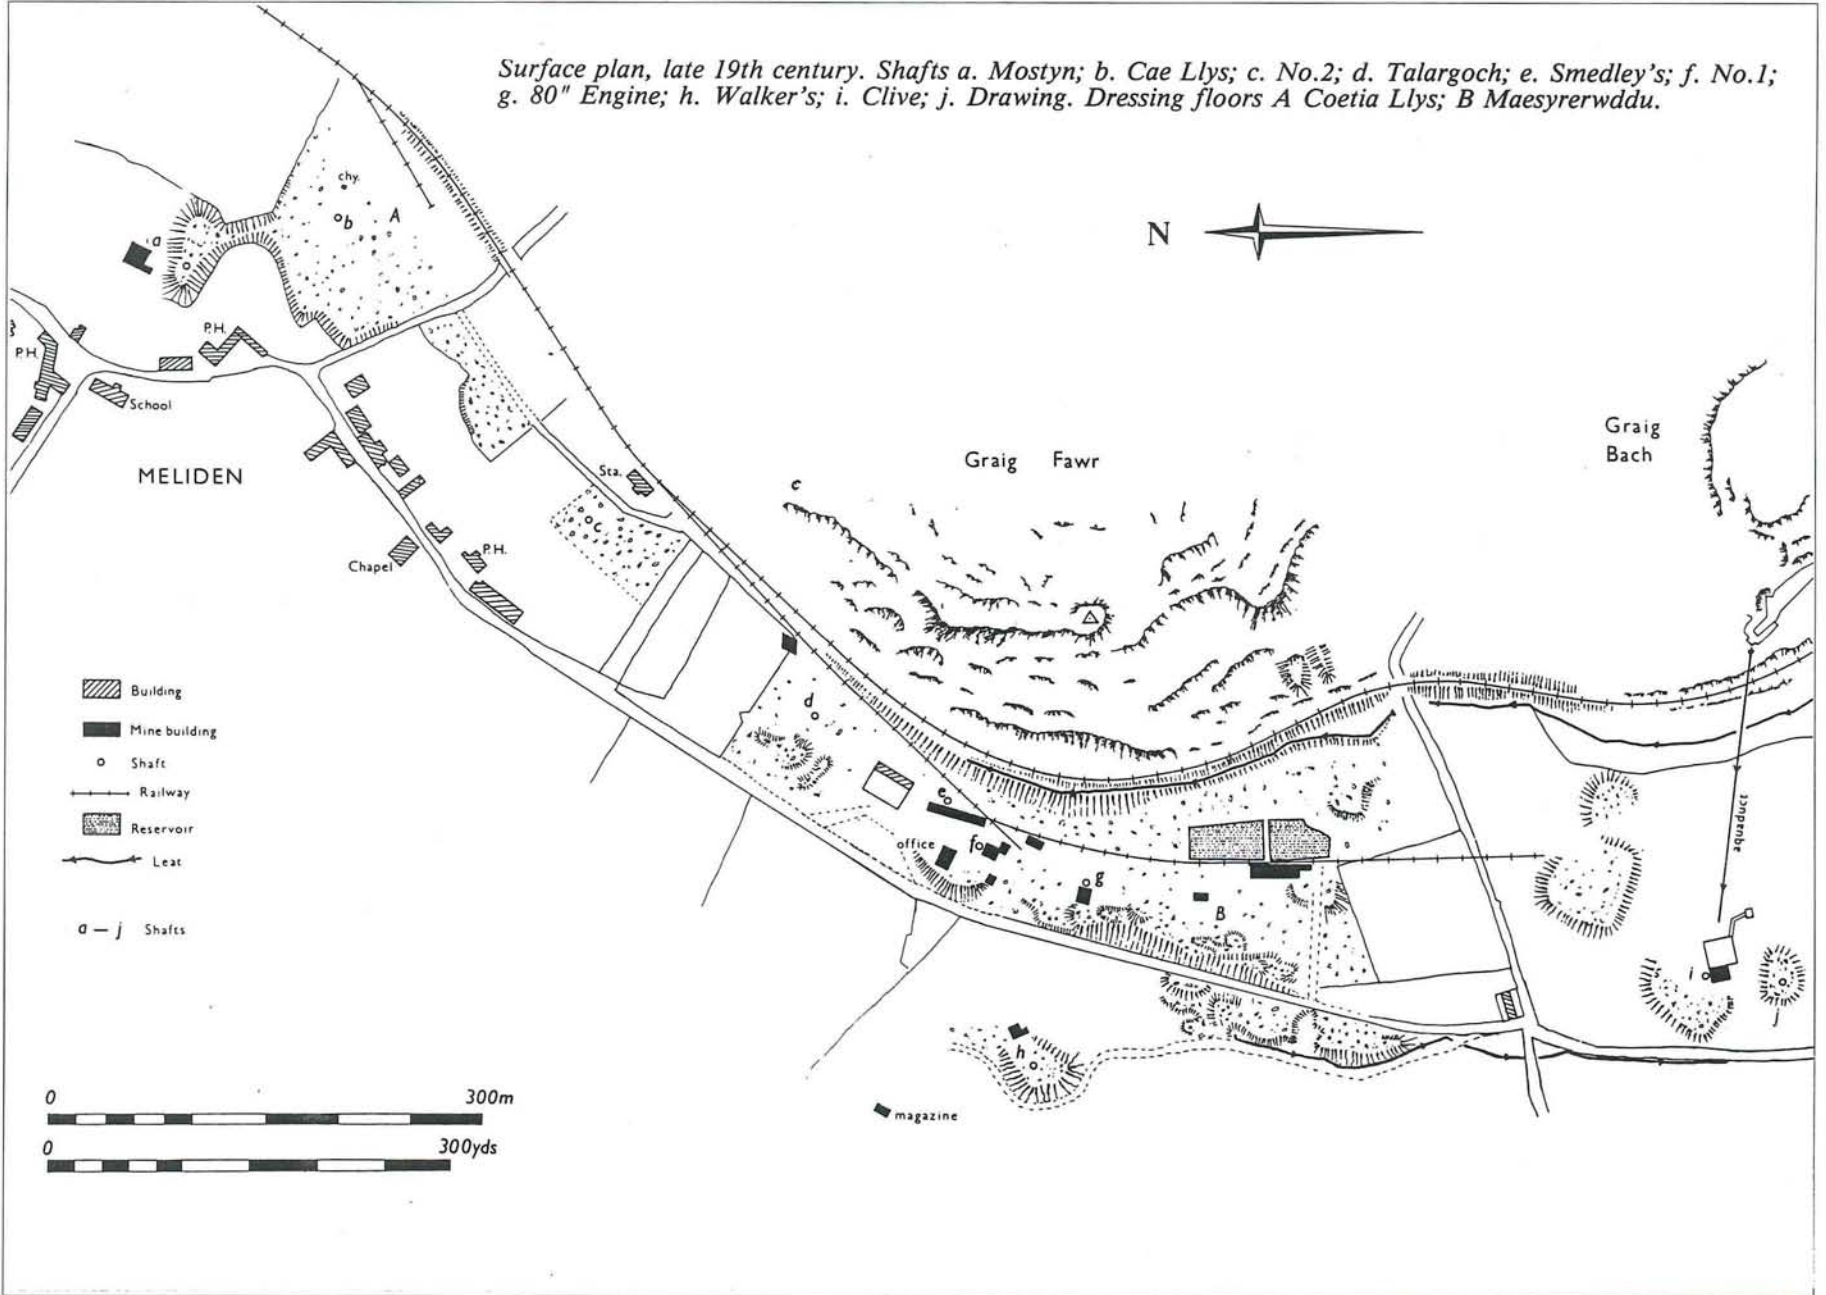 Surface plan, late 19th century. Shafts a. Mostyn; b. Cae Llys; c. No.2; d. Talargoch; e. Smedley's; f. No.1;
g. 80" Engine; h. Walker's; i. Clive; j. Drawing. Dressing floors A Coetia Llys; B Maesyrerwddu.
chy.
b
A
a
N
P.H.
P.H.
School
MELIDEN
Sta.
c
Graig Fawr
Graig
Bach
c
P.H.
Chapel
d
e
office
f
g
B
aquaduct
i
j
h
magazine
Building
Mine building
Shaft
Railway
Reservoir
Leat
a – j Shafts
0 300m
0 300yds